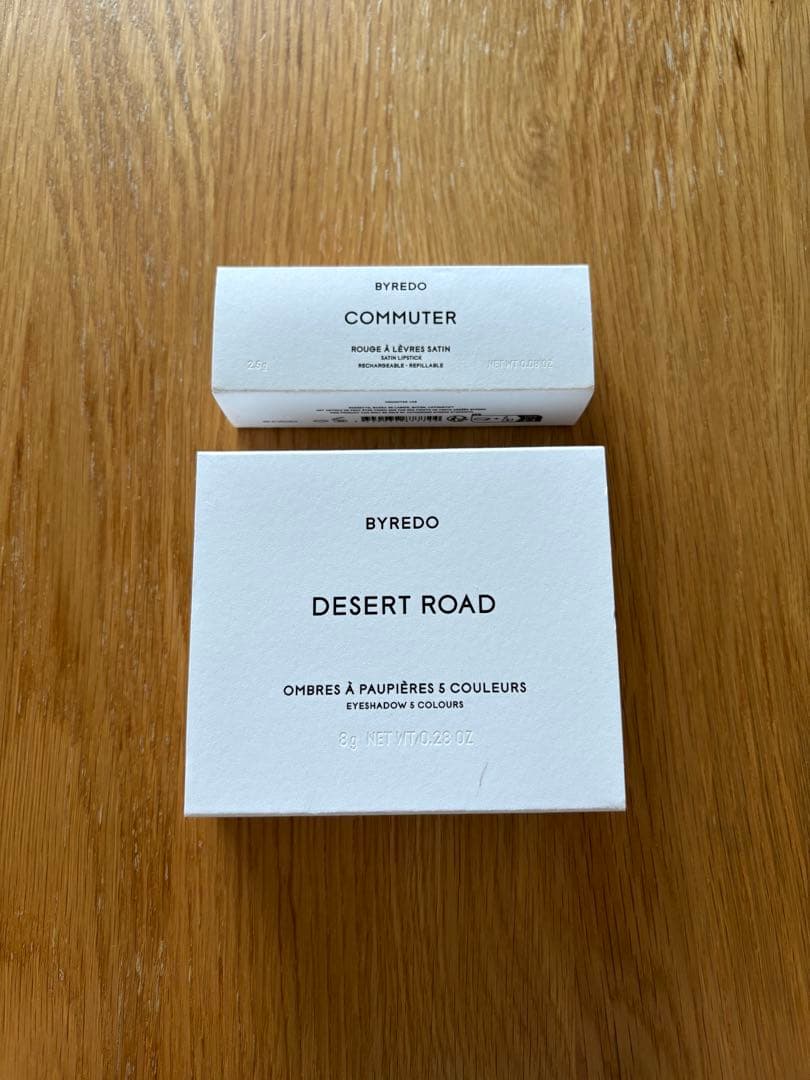 BYREDO
COMMUTER
ROUGE À LÈVRES SATIN
SATIN LIPSTICK
RECHARGEABLE - REFILLABLE
2.5g NET WT 0.08 OZ
BYREDO
DESERT ROAD
OMBRES À PAUPIÈRES 5 COULEURS
EYESHADOW 5 COLOURS
8g NET WT/0.28 OZ